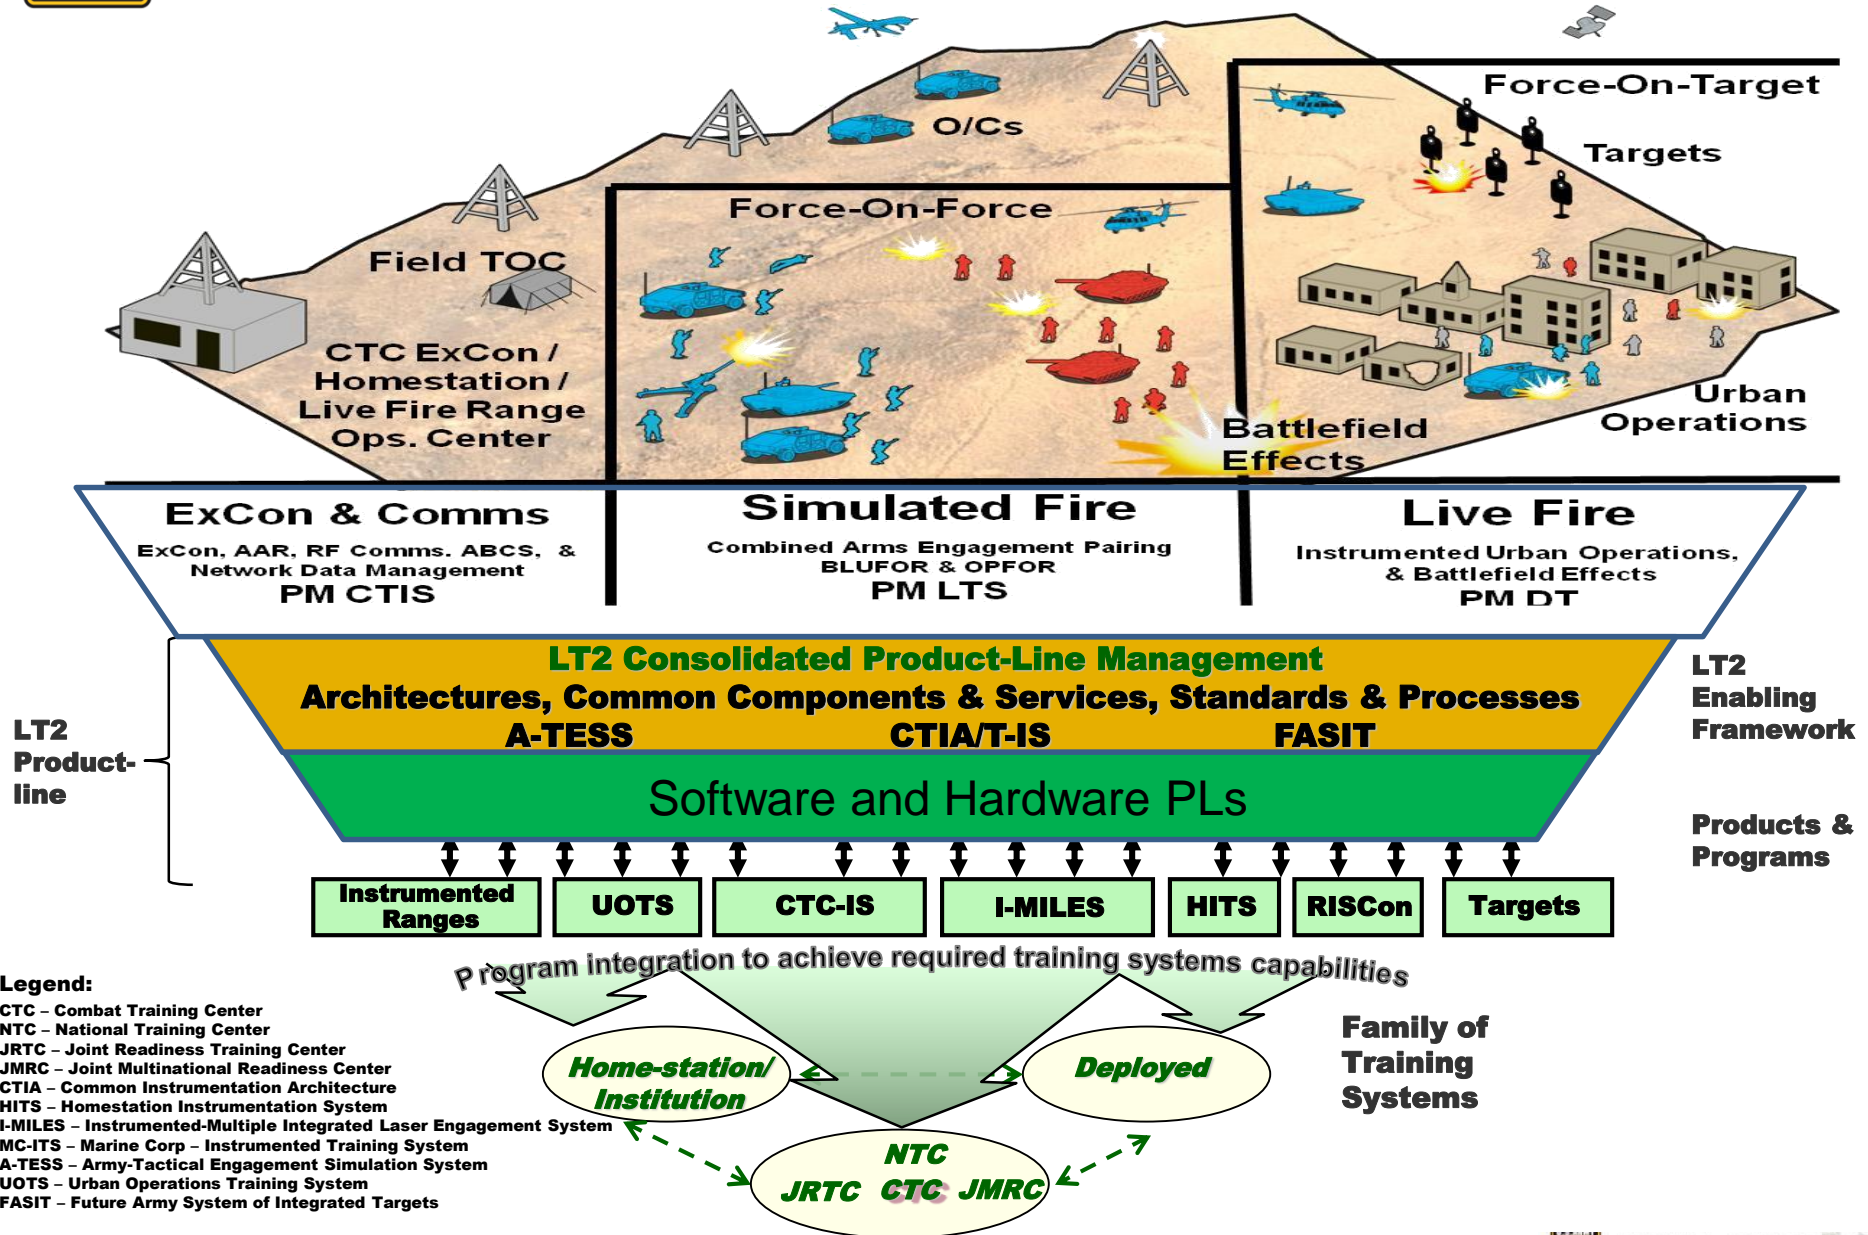 Force-On-Target
O/Cs
Targets
Force-On-Force
Field TOC
CTC ExCon /
Homestation /
Live Fire Range
Ops. Center
Urban
Operations
Battlefield
Effects
ExCon & Comms
ExCon, AAR, RF Comms. ABCS, &
Network Data Management
PM CTIS
Simulated Fire
Combined Arms Engagement Pairing
BLUFOR & OPFOR
PM LTS
Live Fire
Instrumented Urban Operations,
& Battlefield Effects
PM DT
LT2 Consolidated Product-Line Management
Architectures, Common Components & Services, Standards & Processes
A-TESS CTIA/T-IS FASIT
LT2
Enabling
Framework
LT2
Product-
line
Software and Hardware PLs
Products &
Programs
Instrumented
Ranges
UOTS
CTC-IS
I-MILES
HITS
RISCon
Targets
Program integration to achieve required training systems capabilities
Legend:
CTC – Combat Training Center
NTC – National Training Center
JRTC – Joint Readiness Training Center
JMRC – Joint Multinational Readiness Center
CTIA – Common Instrumentation Architecture
HITS – Homestation Instrumentation System
I-MILES – Instrumented-Multiple Integrated Laser Engagement System
MC-ITS – Marine Corp – Instrumented Training System
A-TESS – Army-Tactical Engagement Simulation System
UOTS – Urban Operations Training System
FASIT – Future Army System of Integrated Targets
Home-station/
Institution
Deployed
Family of
Training
Systems
NTC
JRTC CTC JMRC